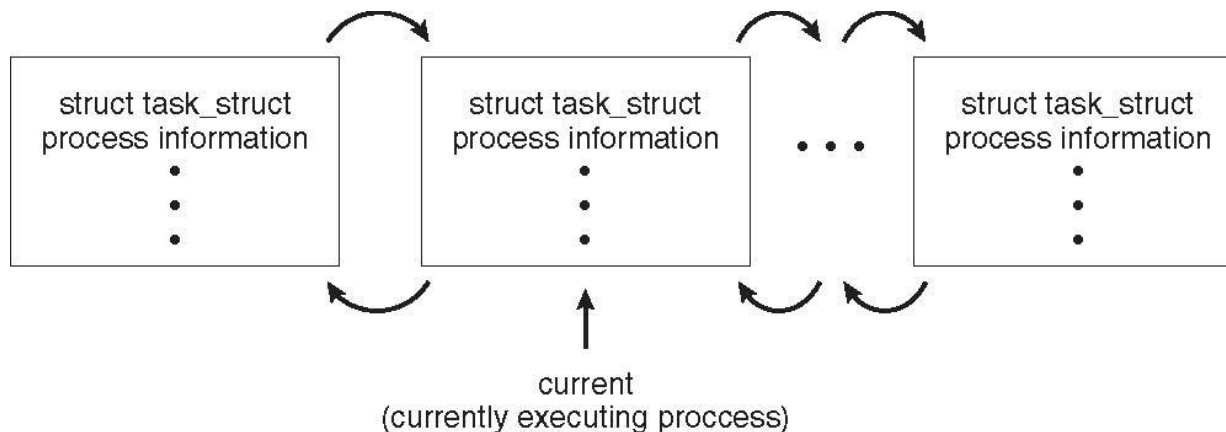 struct task_struct
process information
struct task_struct
process information
struct task_struct
process information
current
(currently executing proccess)